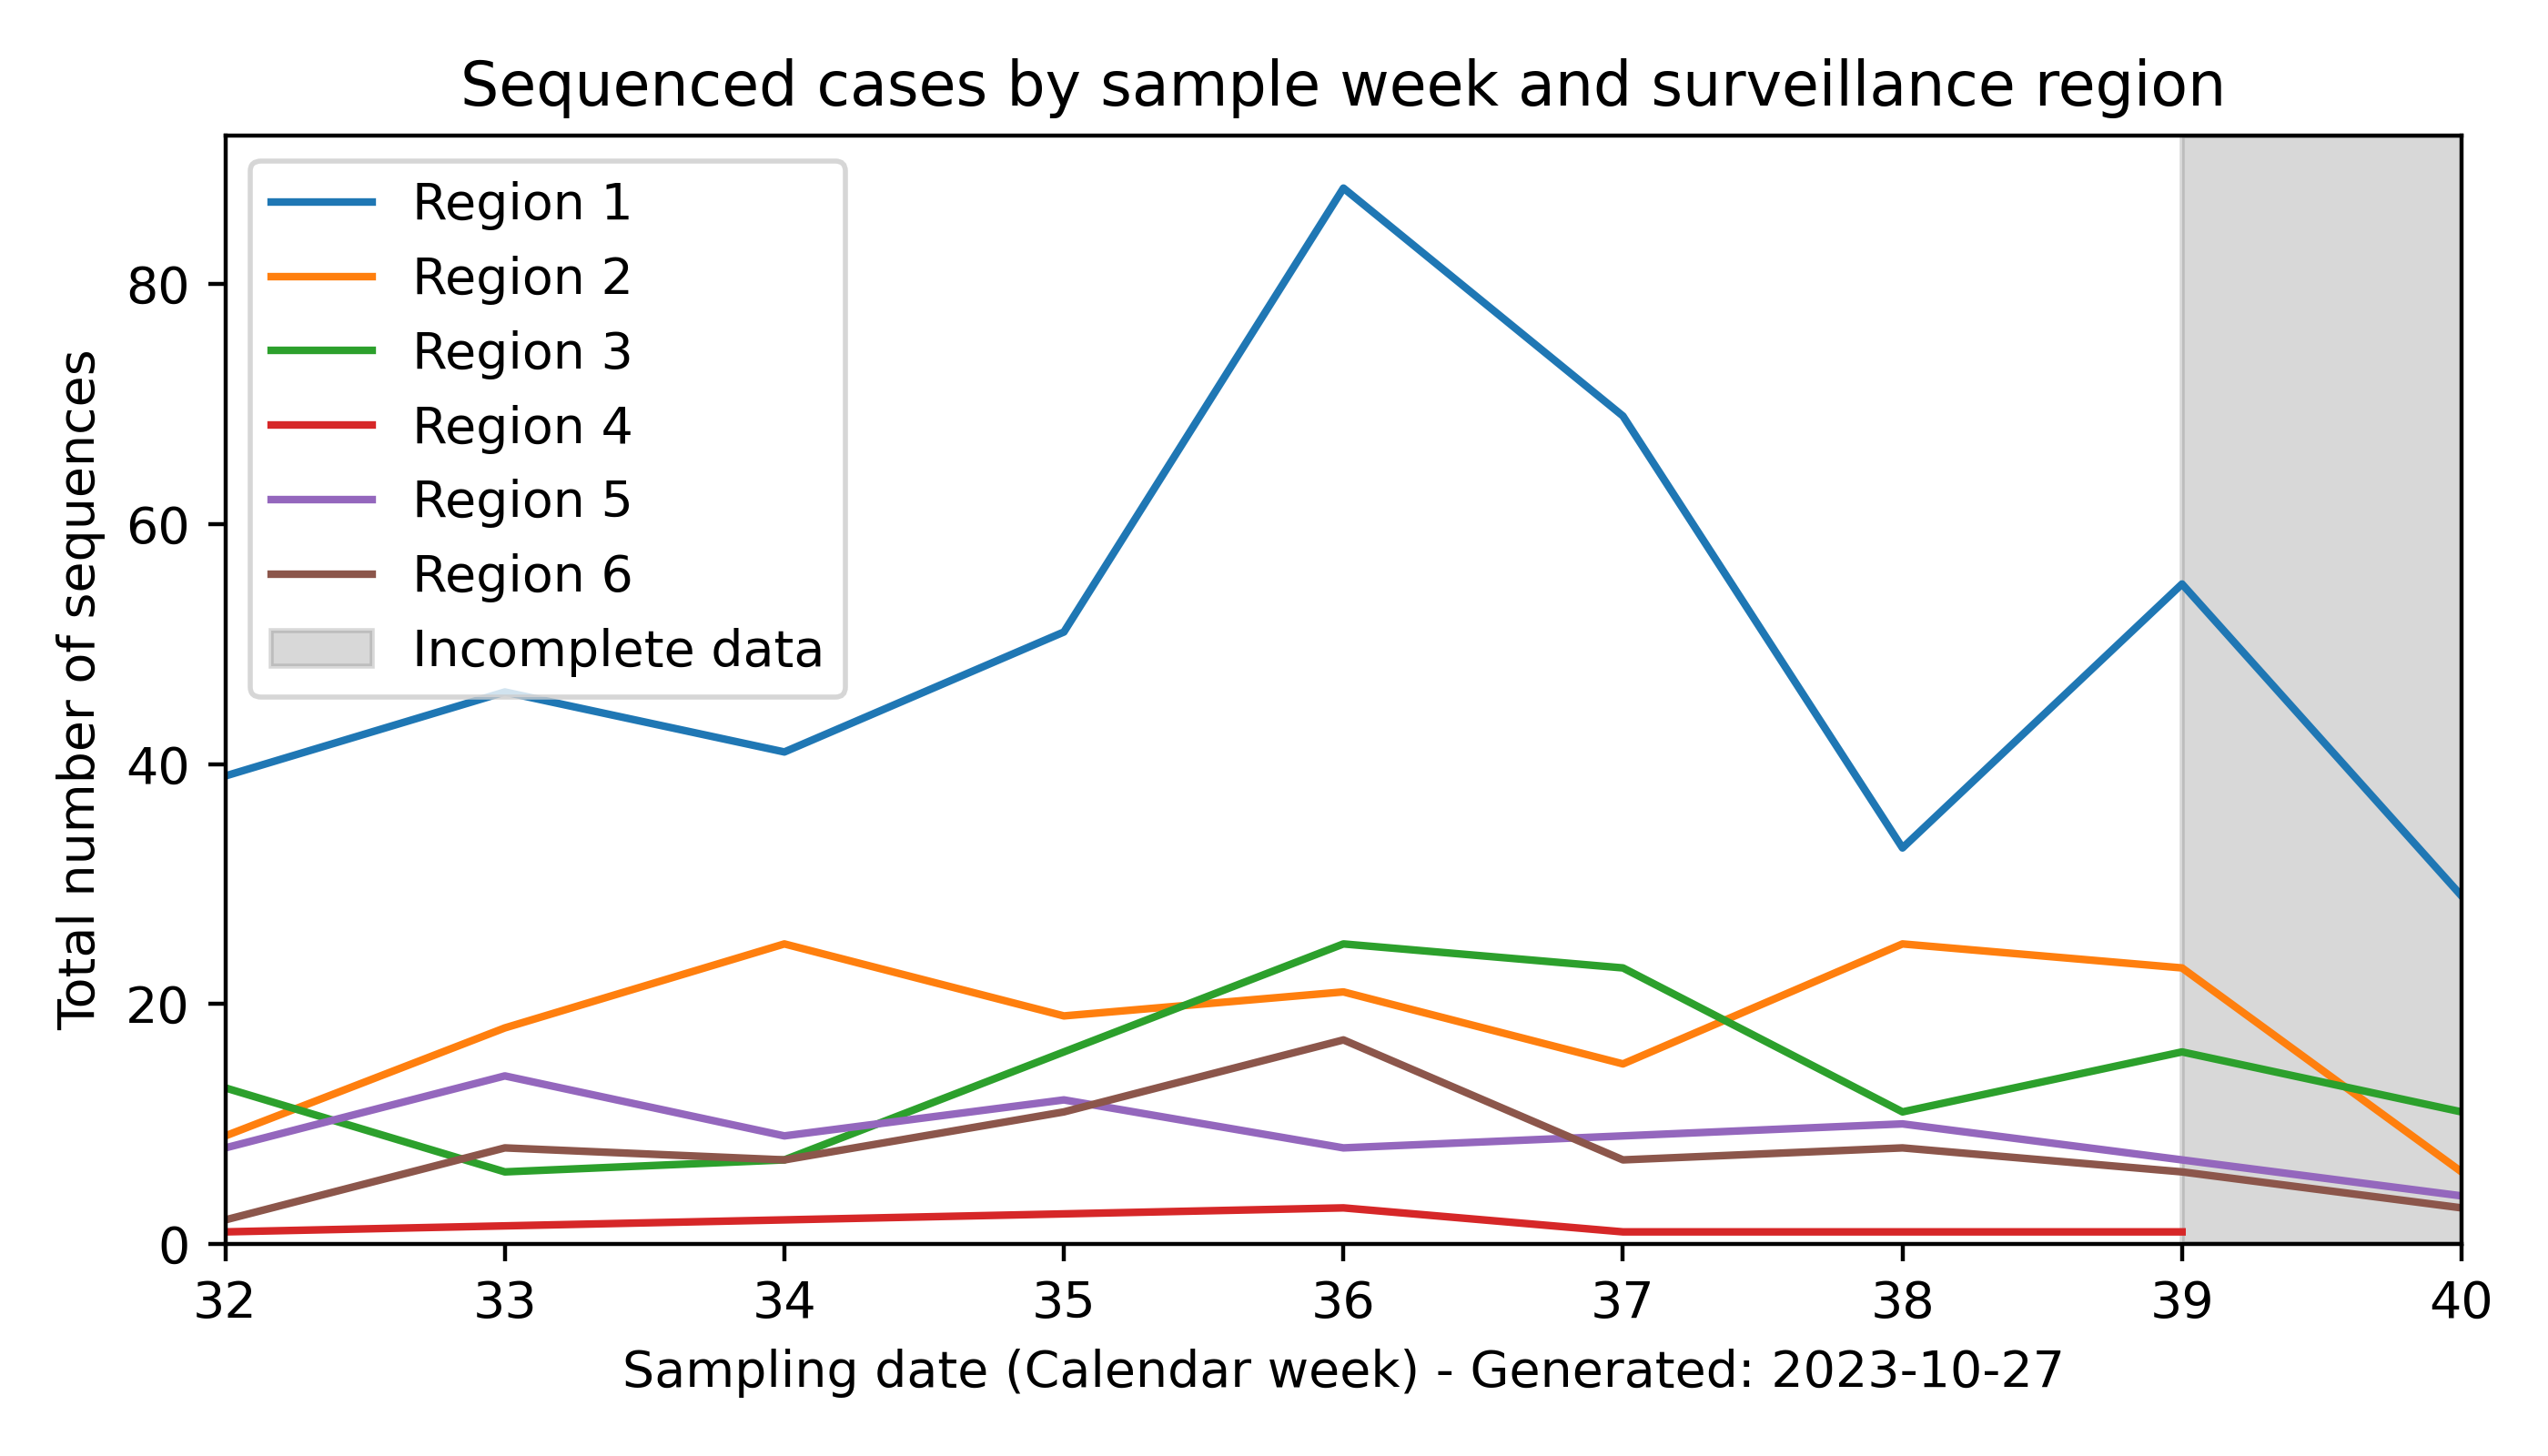 Sequenced cases by sample week and surveillance region
Total number of sequences
80
60
40
20
0
Region 1
Region 2
Region 3
Region 4
Region 5
Region 6
Incomplete data
32 33 34 35 36 37 38 39 40
Sampling date (Calendar week) - Generated: 2023-10-27